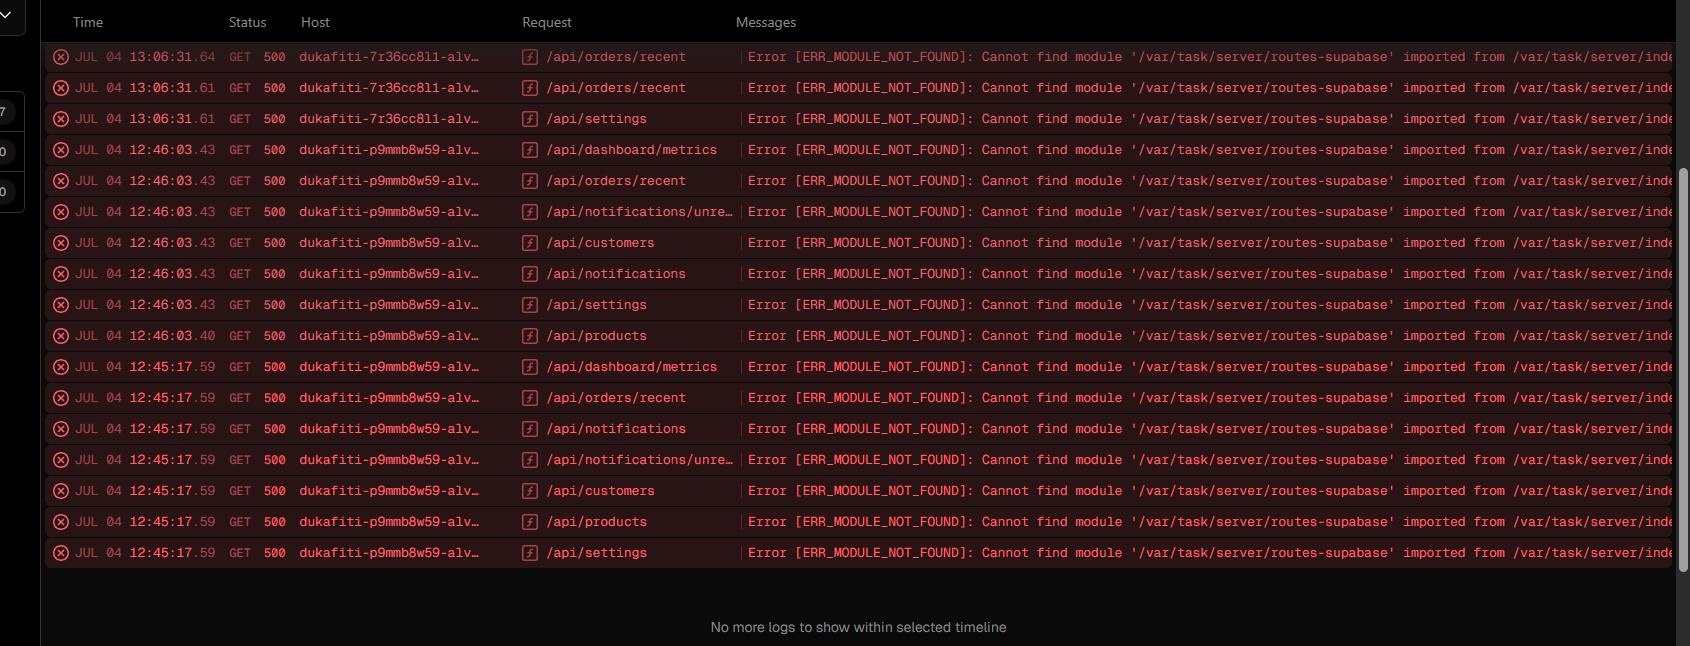 Time Status Host Request Messages
JUL 04 13:06:31.64 GET 500 dukafiti-7r36cc8l1-alv… /api/orders/recent Error [ERR_MODULE_NOT_FOUND]: Cannot find module '/var/task/server/routes-supabase' imported from /var/task/server/inde
7 JUL 04 13:06:31.61 GET 500 dukafiti-7r36cc8l1-alv… /api/orders/recent Error [ERR_MODULE_NOT_FOUND]: Cannot find module '/var/task/server/routes-supabase' imported from /var/task/server/inde
JUL 04 13:06:31.61 GET 500 dukafiti-7r36cc8l1-alv… /api/settings Error [ERR_MODULE_NOT_FOUND]: Cannot find module '/var/task/server/routes-supabase' imported from /var/task/server/inde
0 JUL 04 12:46:03.43 GET 500 dukafiti-p9mmb8w59-alv… /api/dashboard/metrics Error [ERR_MODULE_NOT_FOUND]: Cannot find module '/var/task/server/routes-supabase' imported from /var/task/server/inde
0 JUL 04 12:46:03.43 GET 500 dukafiti-p9mmb8w59-alv… /api/orders/recent Error [ERR_MODULE_NOT_FOUND]: Cannot find module '/var/task/server/routes-supabase' imported from /var/task/server/inde
JUL 04 12:46:03.43 GET 500 dukafiti-p9mmb8w59-alv… /api/notifications/unre… Error [ERR_MODULE_NOT_FOUND]: Cannot find module '/var/task/server/routes-supabase' imported from /var/task/server/inde
JUL 04 12:46:03.43 GET 500 dukafiti-p9mmb8w59-alv… /api/customers Error [ERR_MODULE_NOT_FOUND]: Cannot find module '/var/task/server/routes-supabase' imported from /var/task/server/inde
JUL 04 12:46:03.43 GET 500 dukafiti-p9mmb8w59-alv… /api/notifications Error [ERR_MODULE_NOT_FOUND]: Cannot find module '/var/task/server/routes-supabase' imported from /var/task/server/inde
JUL 04 12:46:03.43 GET 500 dukafiti-p9mmb8w59-alv… /api/settings Error [ERR_MODULE_NOT_FOUND]: Cannot find module '/var/task/server/routes-supabase' imported from /var/task/server/inde
JUL 04 12:46:03.40 GET 500 dukafiti-p9mmb8w59-alv… /api/products Error [ERR_MODULE_NOT_FOUND]: Cannot find module '/var/task/server/routes-supabase' imported from /var/task/server/inde
JUL 04 12:45:17.59 GET 500 dukafiti-p9mmb8w59-alv… /api/dashboard/metrics Error [ERR_MODULE_NOT_FOUND]: Cannot find module '/var/task/server/routes-supabase' imported from /var/task/server/inde
JUL 04 12:45:17.59 GET 500 dukafiti-p9mmb8w59-alv… /api/orders/recent Error [ERR_MODULE_NOT_FOUND]: Cannot find module '/var/task/server/routes-supabase' imported from /var/task/server/inde
JUL 04 12:45:17.59 GET 500 dukafiti-p9mmb8w59-alv… /api/notifications Error [ERR_MODULE_NOT_FOUND]: Cannot find module '/var/task/server/routes-supabase' imported from /var/task/server/inde
JUL 04 12:45:17.59 GET 500 dukafiti-p9mmb8w59-alv… /api/notifications/unre… Error [ERR_MODULE_NOT_FOUND]: Cannot find module '/var/task/server/routes-supabase' imported from /var/task/server/inde
JUL 04 12:45:17.59 GET 500 dukafiti-p9mmb8w59-alv… /api/customers Error [ERR_MODULE_NOT_FOUND]: Cannot find module '/var/task/server/routes-supabase' imported from /var/task/server/inde
JUL 04 12:45:17.59 GET 500 dukafiti-p9mmb8w59-alv… /api/products Error [ERR_MODULE_NOT_FOUND]: Cannot find module '/var/task/server/routes-supabase' imported from /var/task/server/inde
JUL 04 12:45:17.59 GET 500 dukafiti-p9mmb8w59-alv… /api/settings Error [ERR_MODULE_NOT_FOUND]: Cannot find module '/var/task/server/routes-supabase' imported from /var/task/server/inde
No more logs to show within selected timeline